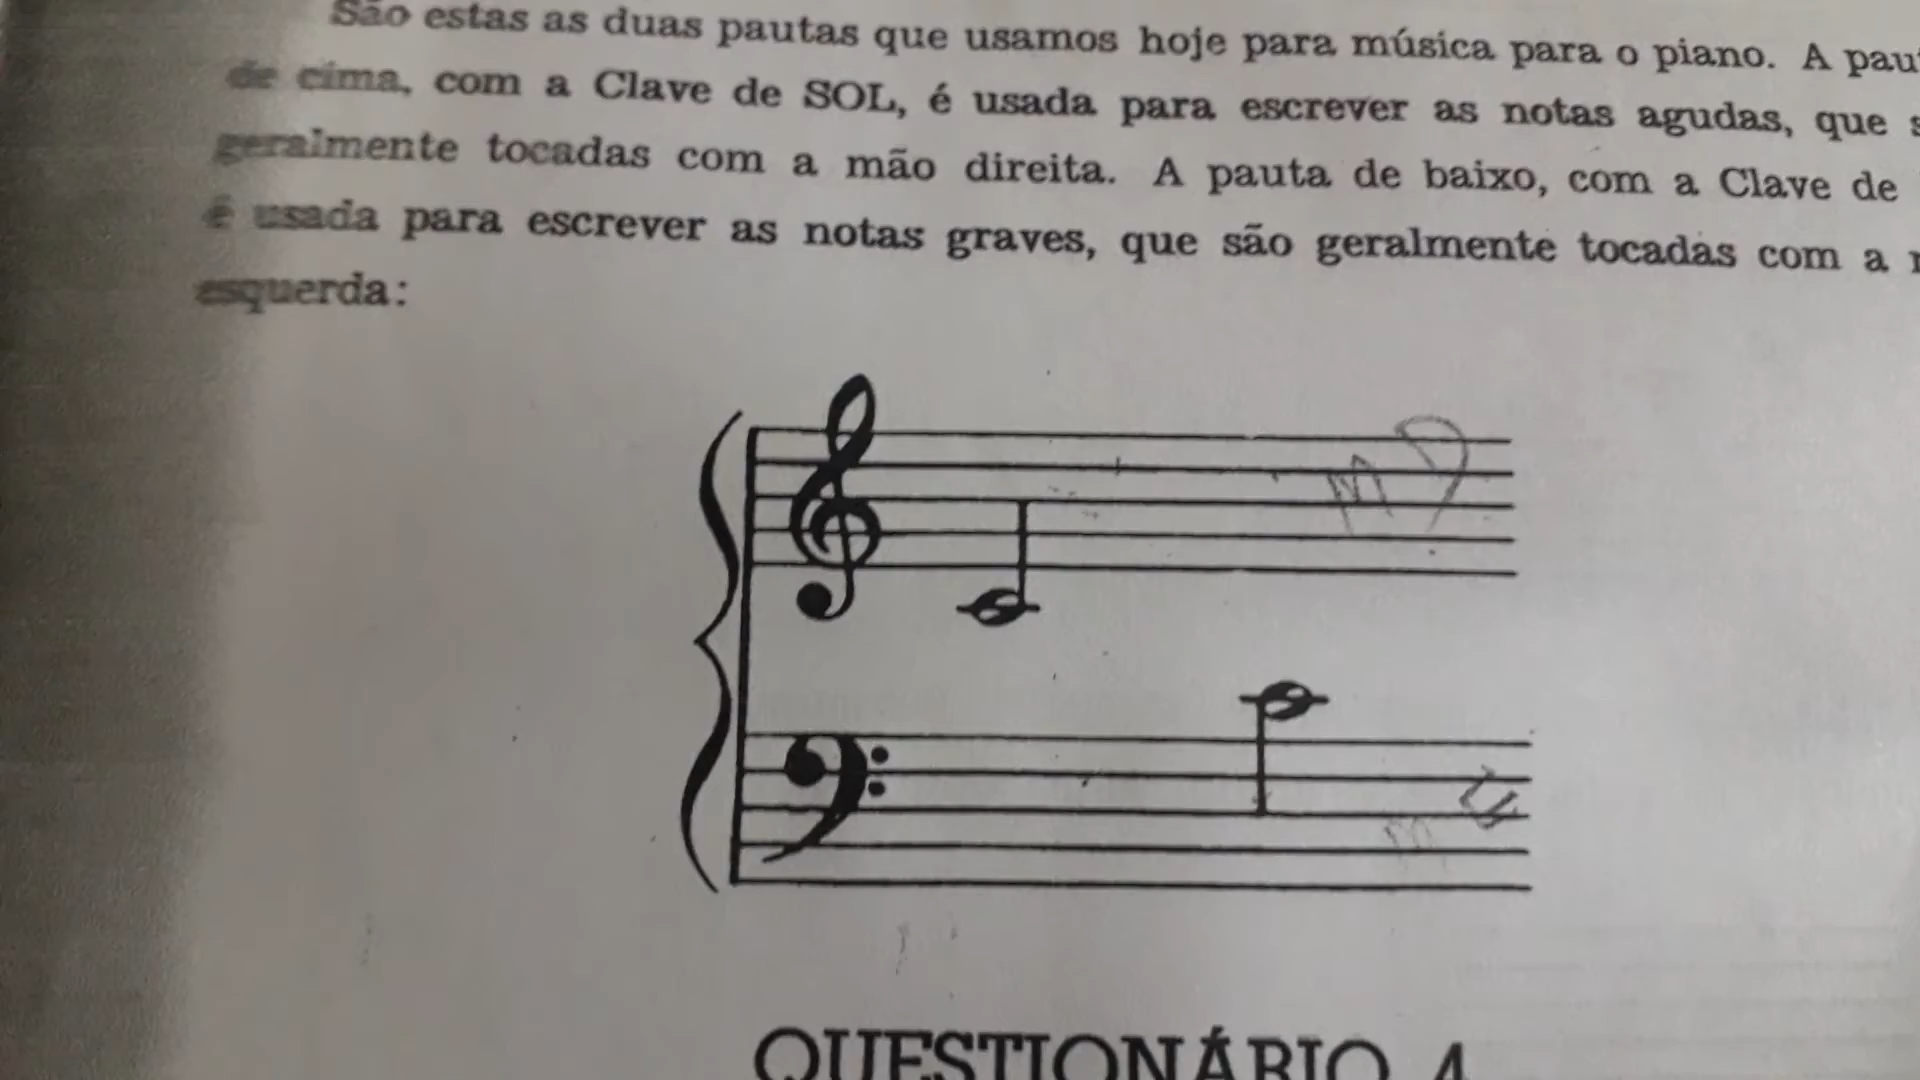 São estas as duas pautas que usamos hoje para música para o piano. A pau
de cima, com a Clave de SOL, é usada para escrever as notas agudas, que s
geralmente tocadas com a mão direita. A pauta de baixo, com a Clave de
é usada para escrever as notas graves, que são geralmente tocadas com a
esquerda:
QUESTIONÁRIO 4